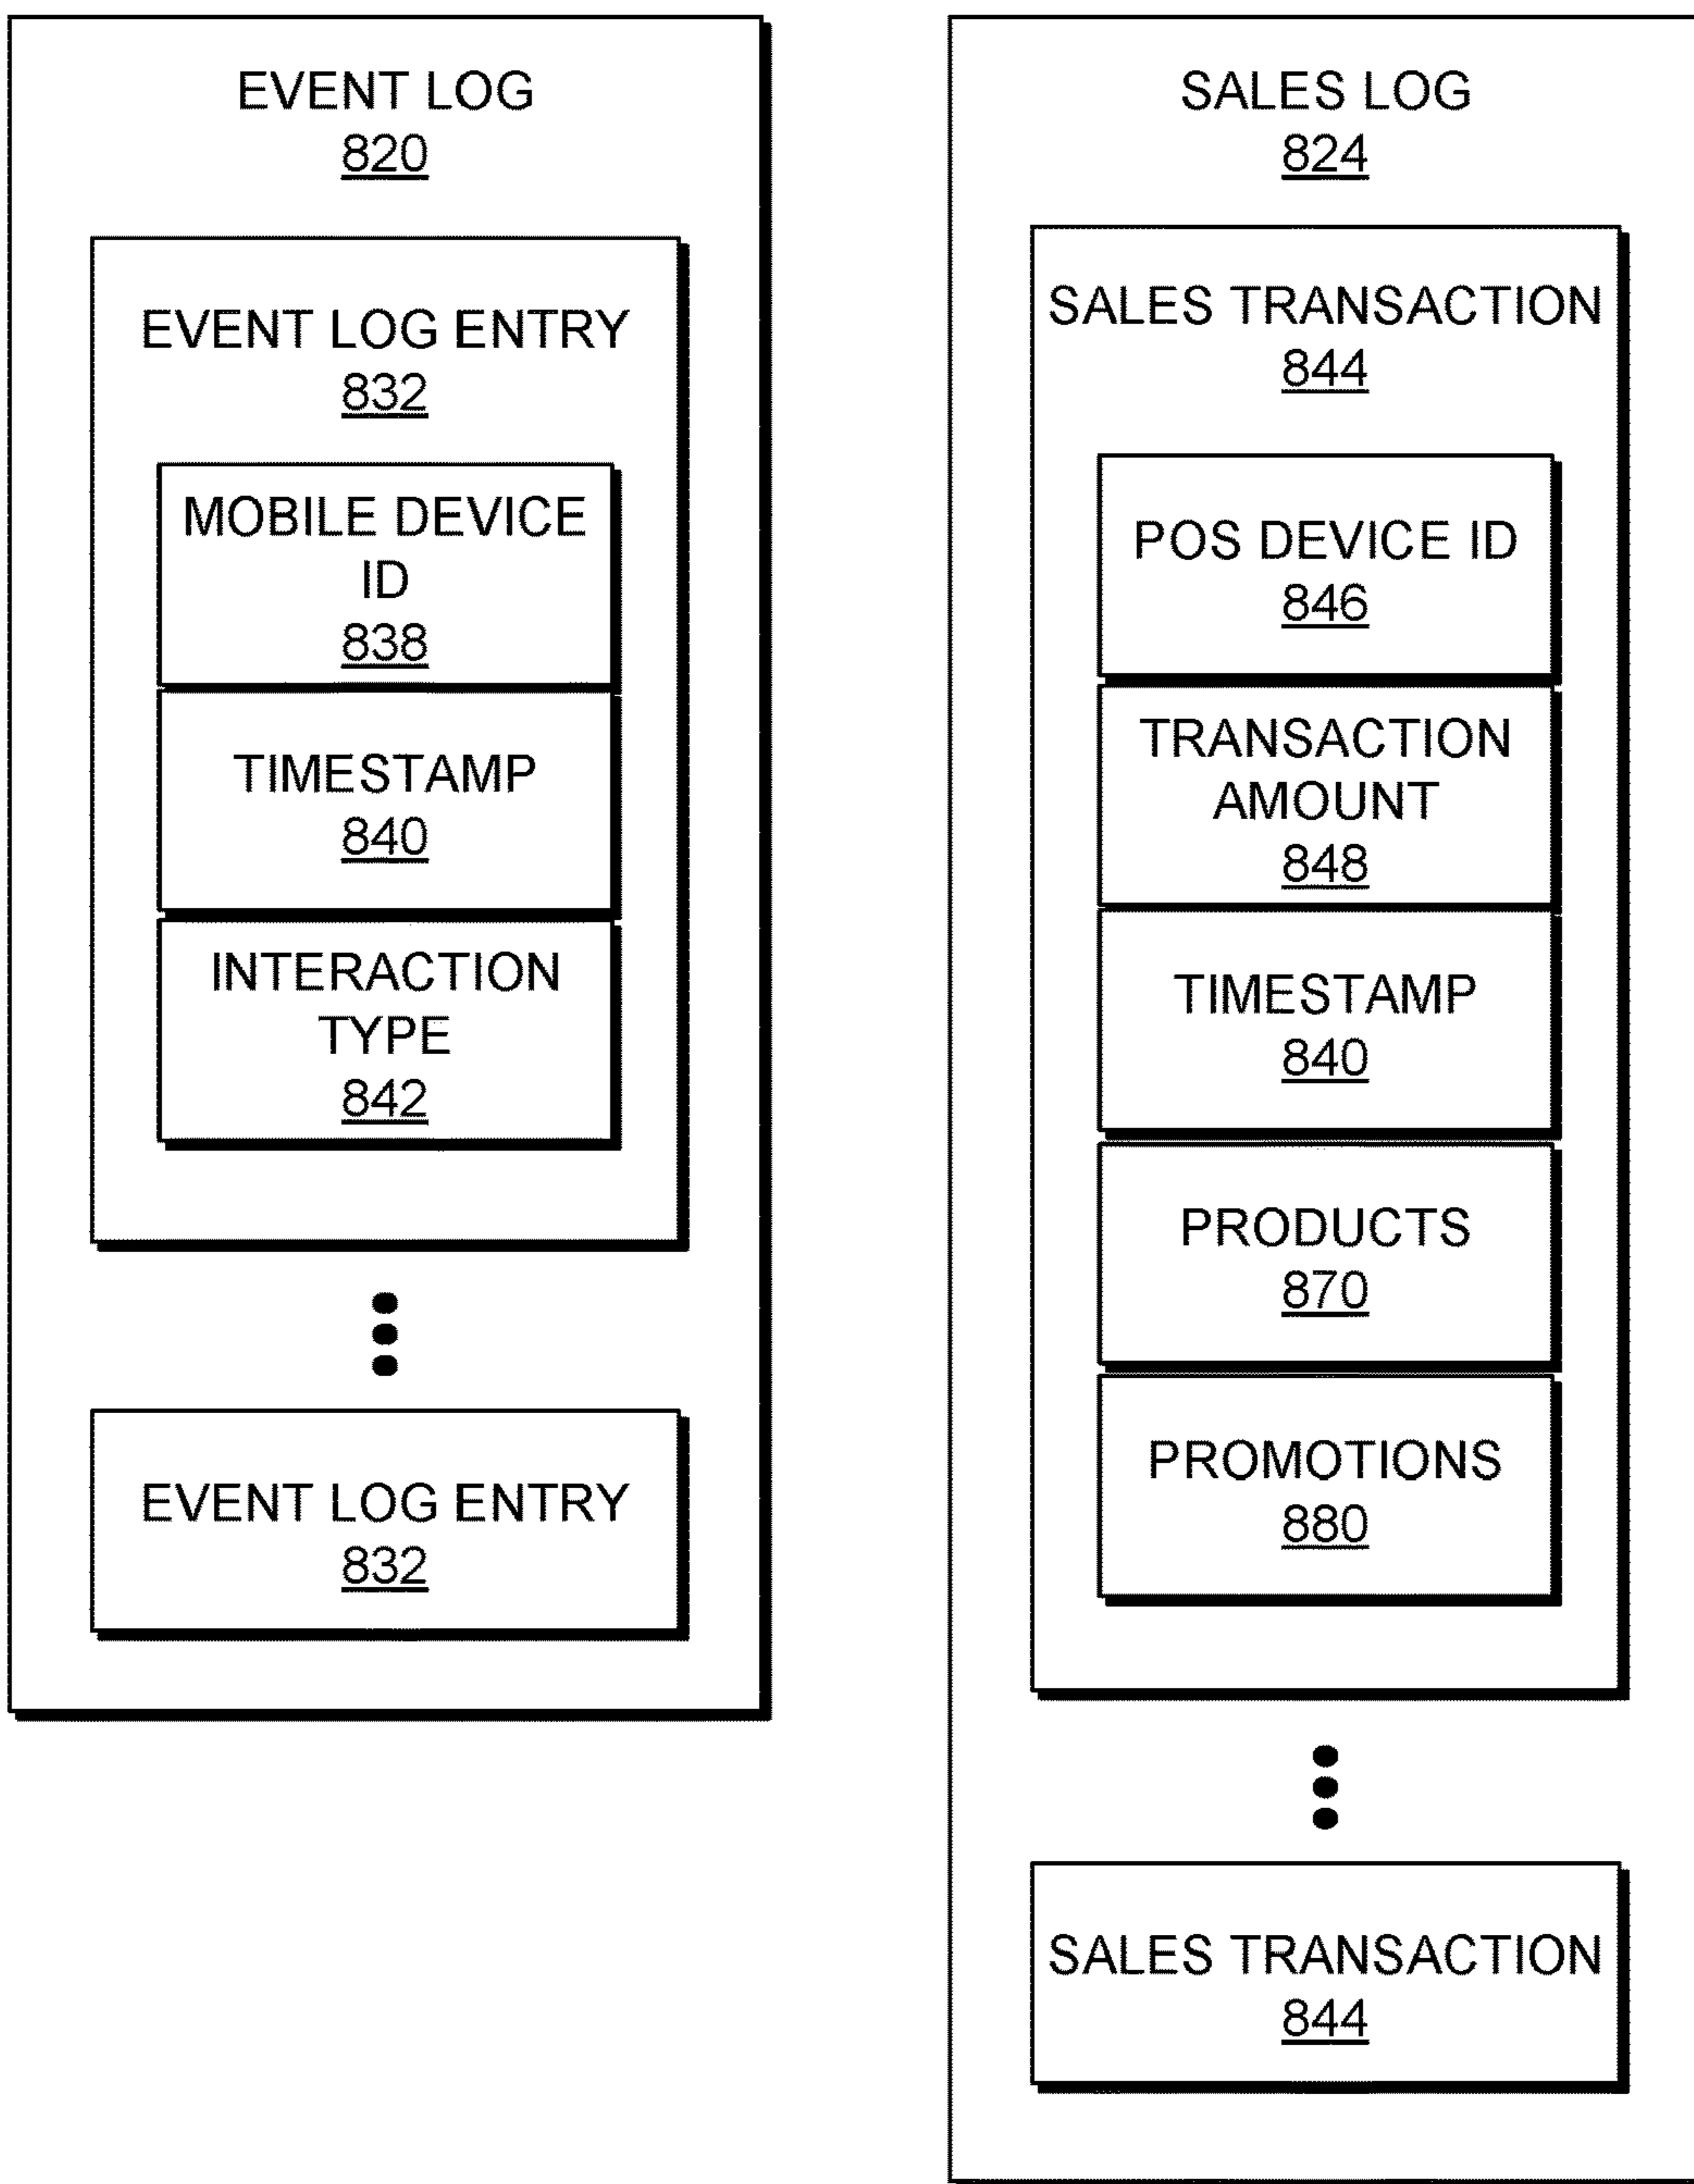 EVENT LOG
820
EVENT LOG ENTRY
832
MOBILE DEVICE
ID
838
TIMESTAMP
840
INTERACTION
TYPE
842
EVENT LOG ENTRY
832
SALES LOG
824
SALES TRANSACTION
844
POS DEVICE ID
846
TRANSACTION
AMOUNT
848
TIMESTAMP
840
PRODUCTS
870
PROMOTIONS
880
SALES TRANSACTION
844